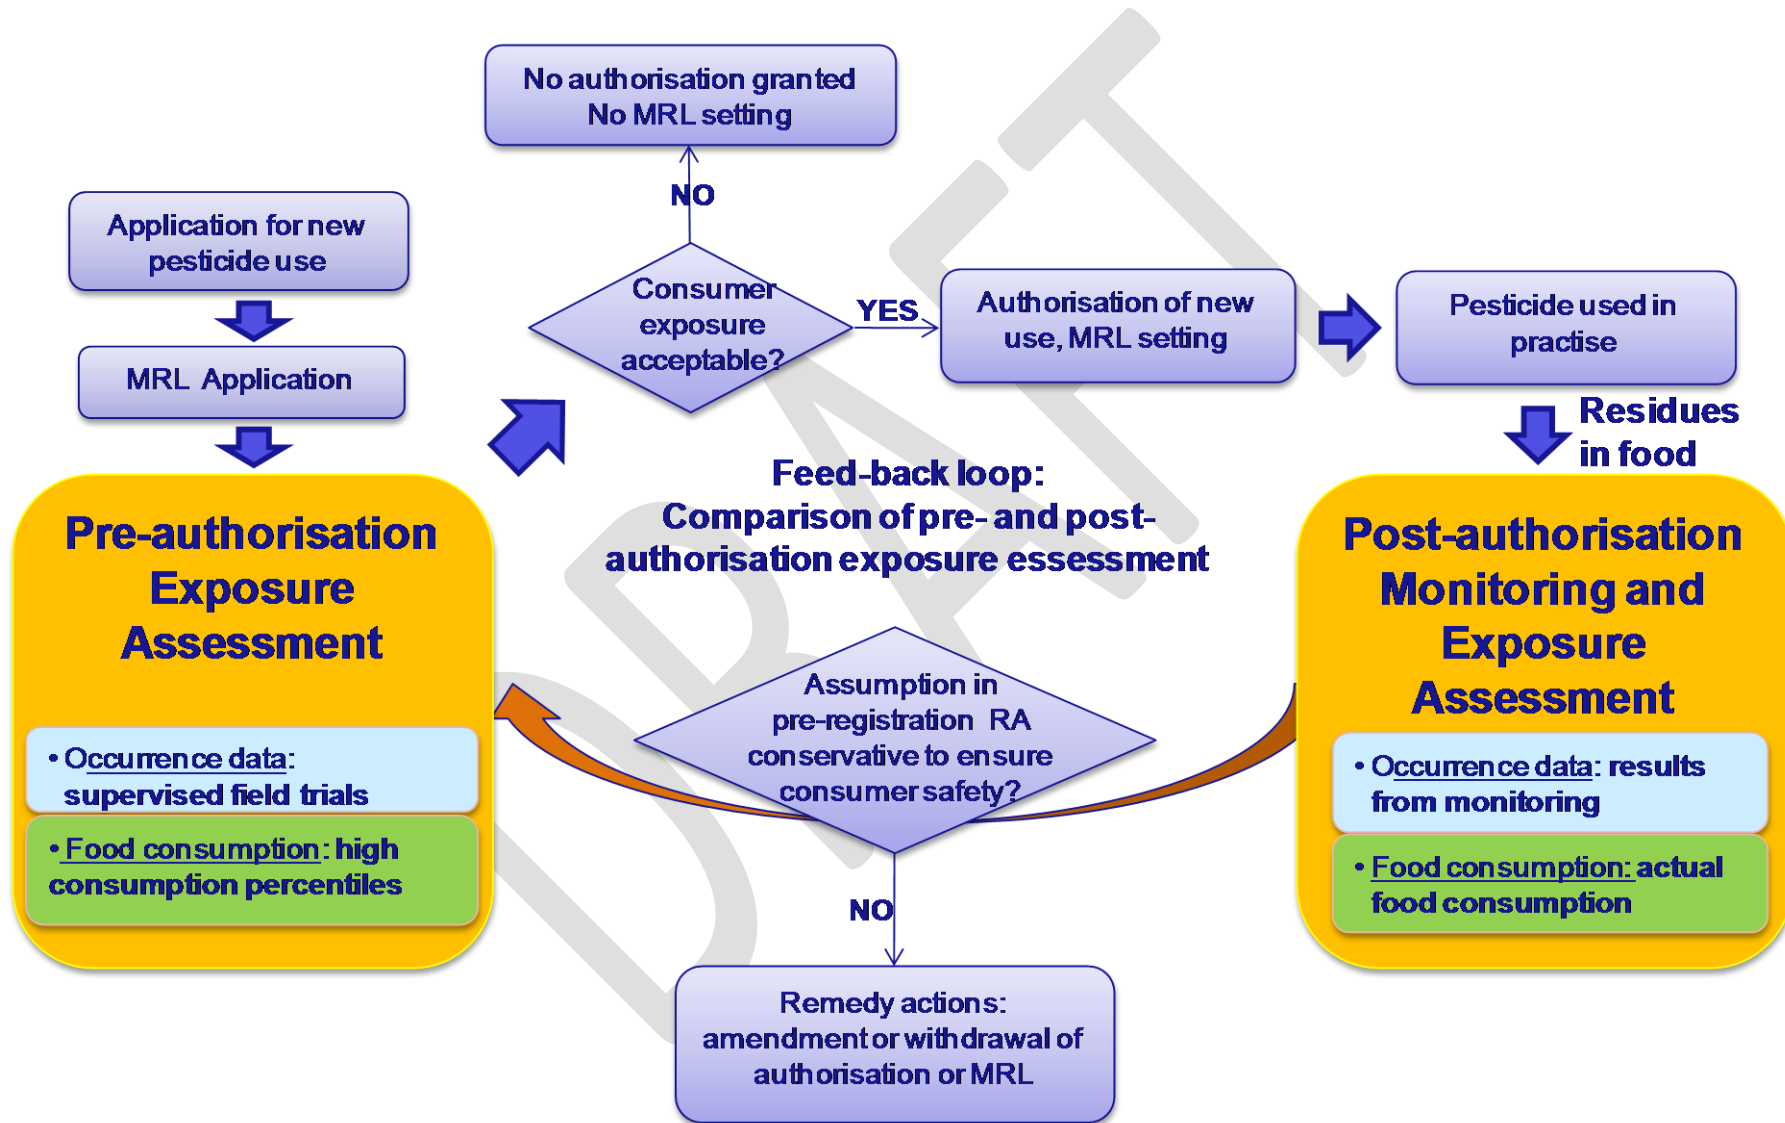 No authorisation granted
No MRL setting
NO
Application for new
pesticide use
MRL Application
Consumer
exposure
acceptable?
YES
Authorisation of new
use, MRL setting
Pesticide used in
practise
Residues
in food
Feed-back loop:
Comparison of pre- and post-
authorisation exposure essessment
Pre-authorisation
Exposure
Assessment
• Occurrence data:
supervised field trials
• Food consumption: high
consumption percentiles
Assumption in
pre-registration RA
conservative to ensure
consumer safety?
NO
Remedy actions:
amendment or withdrawal of
authorisation or MRL
Post-authorisation
Monitoring and
Exposure
Assessment
• Occurrence data: results
from monitoring
• Food consumption: actual
food consumption
DRAFT